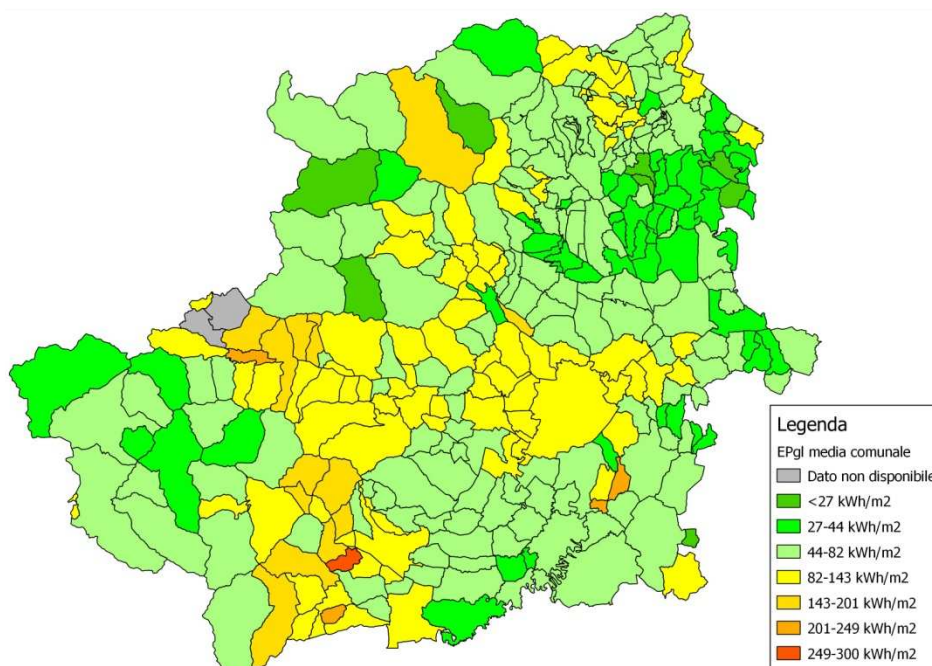 Legenda
EPgl media comunale
Dato non disponibile
<27 kWh/m2
27-44 kWh/m2
44-82 kWh/m2
82-143 kWh/m2
143-201 kWh/m2
201-249 kWh/m2
249-300 kWh/m2